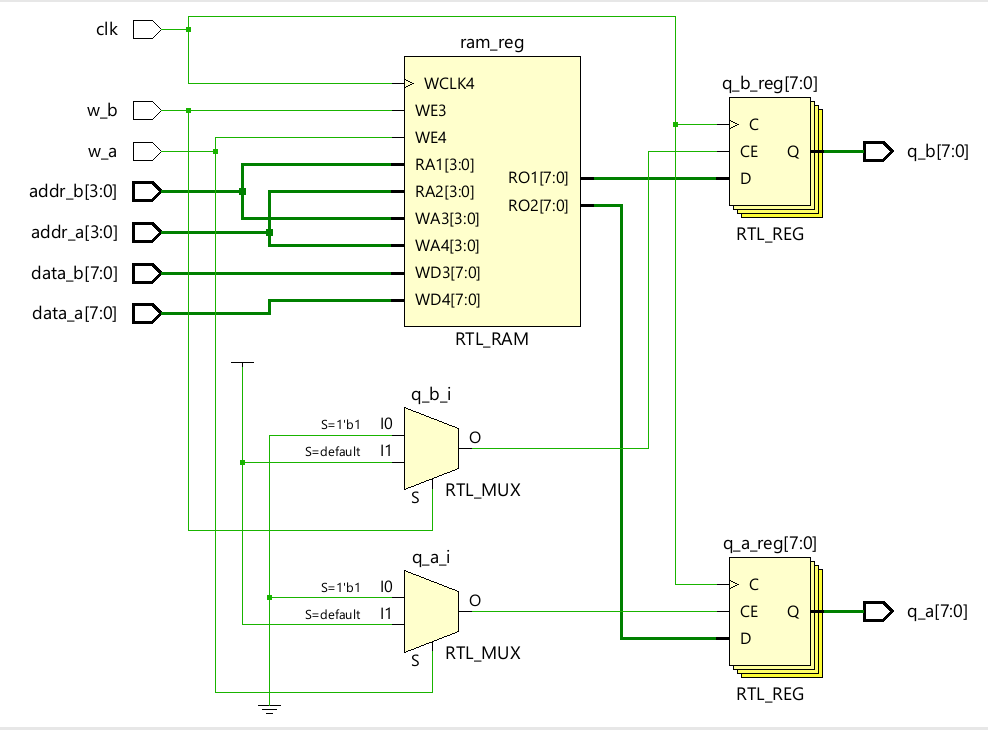 clk
w_b
w_a
addr_b[3:0]
addr_a[3:0]
data_b[7:0]
data_a[7:0]
ram_reg
WCLK4
WE3
WE4
RA1[3:0]
RA2[3:0]
WA3[3:0]
WA4[3:0]
WD3[7:0]
WD4[7:0]
RO1[7:0]
RO2[7:0]
RTL_RAM
q_b_reg[7:0]
C
CE
D
Q
RTL_REG
q_b[7:0]
q_b_i
S=1'b1 I0
S=default I1
S
O
RTL_MUX
q_a_i
S=1'b1 I0
S=default I1
S
O
RTL_MUX
q_a_reg[7:0]
C
CE
D
Q
RTL_REG
q_a[7:0]